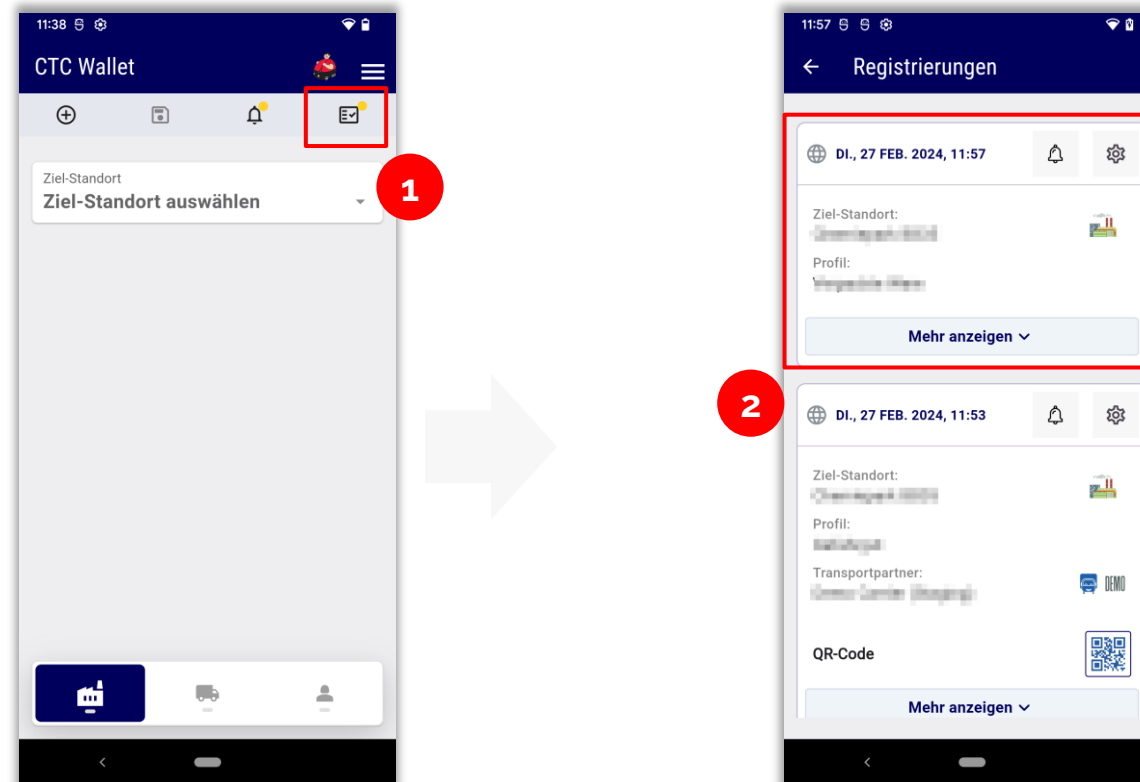 11:38
CTC Wallet
Ziel-Standort
Ziel-Standort auswählen
1
11:57
Registrierungen
DI., 27 FEB. 2024, 11:57
Ziel-Standort:
Profil:
Mehr anzeigen
2
DI., 27 FEB. 2024, 11:53
Ziel-Standort:
Profil:
Transportpartner:
DEMO
QR-Code
Mehr anzeigen